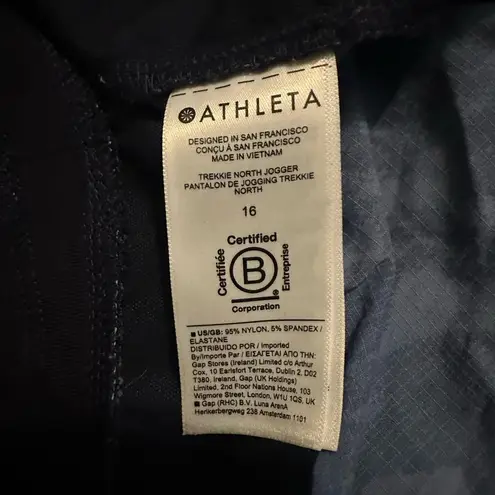 ATHLETA
DESIGNED IN SAN FRANCISCO
CONÇU À SAN FRANCISCO
MADE IN VIETNAM
TREKKIE NORTH JOGGER
PANTALON DE JOGGING TREKKIE
NORTH
16
Certified
Certifiée
B
Entreprise
®
Corporation
■ US/GB: 95% NYLON, 5% SPANDEX/
ELASTANE
DISTRIBUIDO POR / Imported
By/Importe Par / ΕΙΣΑΓΕΤΑΙ ΑΠΟ ΤΗΝ:
Gap Stores (Ireland) Limited c/o Arthur
Cox, 10 Earlsfort Terrace, Dublin 2, D02
T380, Ireland, Gap (UK Holdings)
Limited, 2nd Floor Nations House, 103
Wigmore Street, London, W1U 1QS, UK
■ Gap (RHC) B.V. Luna ArenA
Herikerbergweg 238 Amsterdam 1101